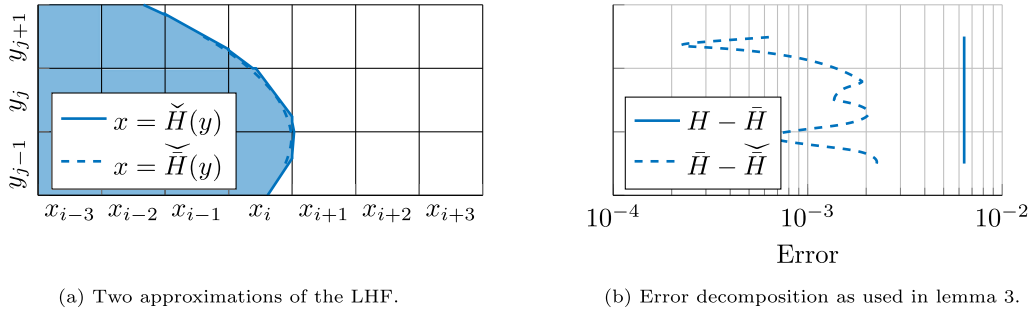 y_{j+1}
y_j
y_{j-1}
x = \breve{H}(y)
x = \breve{\bar{H}}(y)
x_{i-3} x_{i-2} x_{i-1} x_i x_{i+1} x_{i+2} x_{i+3}
(a) Two approximations of the LHF.
H − \bar{H}
\bar{H} − \breve{\bar{H}}
10^{-4} 10^{-3} 10^{-2}
Error
(b) Error decomposition as used in lemma 3.